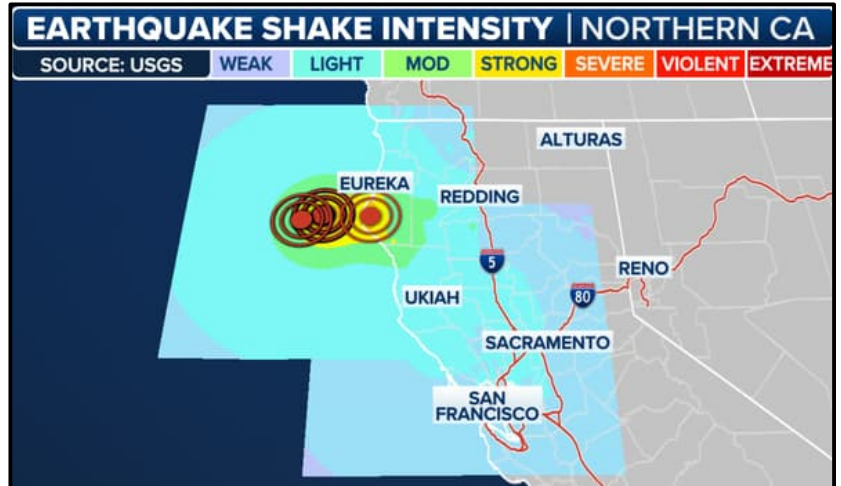 EARTHQUAKE SHAKE INTENSITY | NORTHERN CA
SOURCE: USGS WEAK LIGHT MOD STRONG SEVERE VIOLENT EXTREME
ALTURAS
EUREKA
REDDING
5
RENO
UKIAH
80
SACRAMENTO
SAN
FRANCISCO